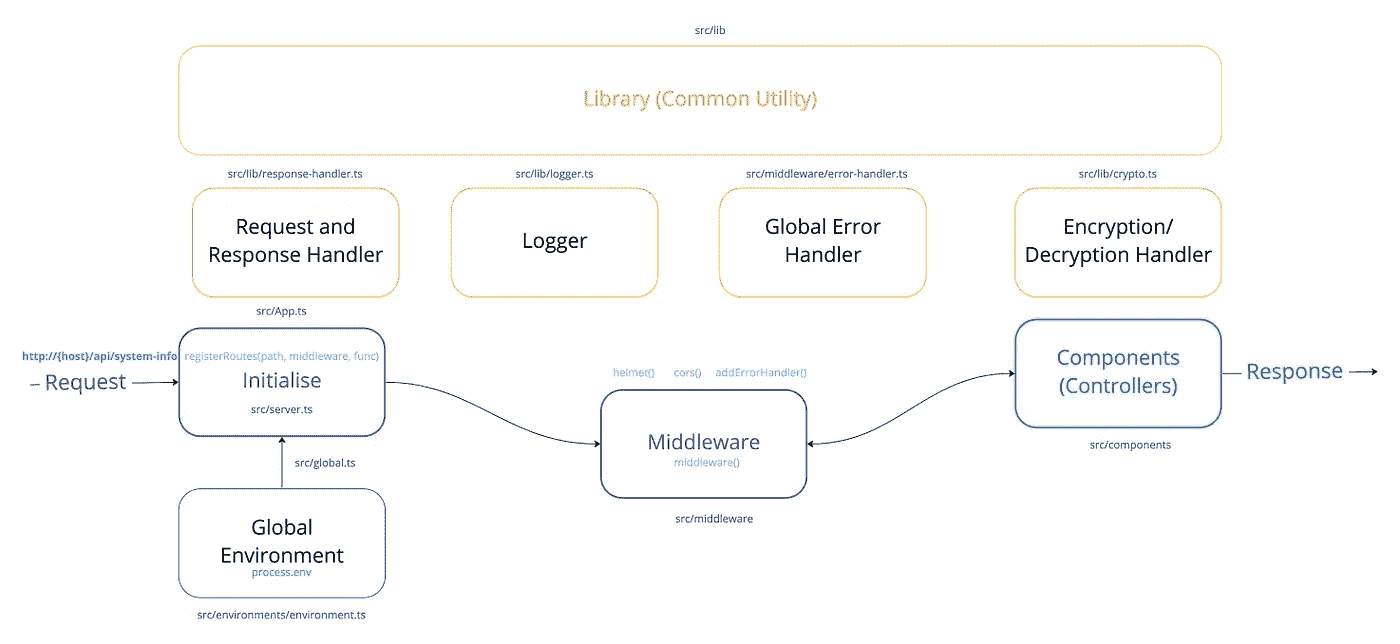 src/lib
Library (Common Utility)
src/lib/response-handler.ts
Request and
Response Handler
src/lib/logger.ts
Logger
src/middleware/error-handler.ts
Global Error
Handler
src/lib/crypto.ts
Encryption/
Decryption Handler
src/App.ts
http://{host}/api/system-info
– Request
registerRoutes(path, middleware, func)
Initialise
src/server.ts
src/global.ts
Global
Environment
process.env
src/environments/environment.ts
helmet() cors() addErrorHandler()
Middleware
middleware()
src/middleware
Components
(Controllers)
src/components
Response